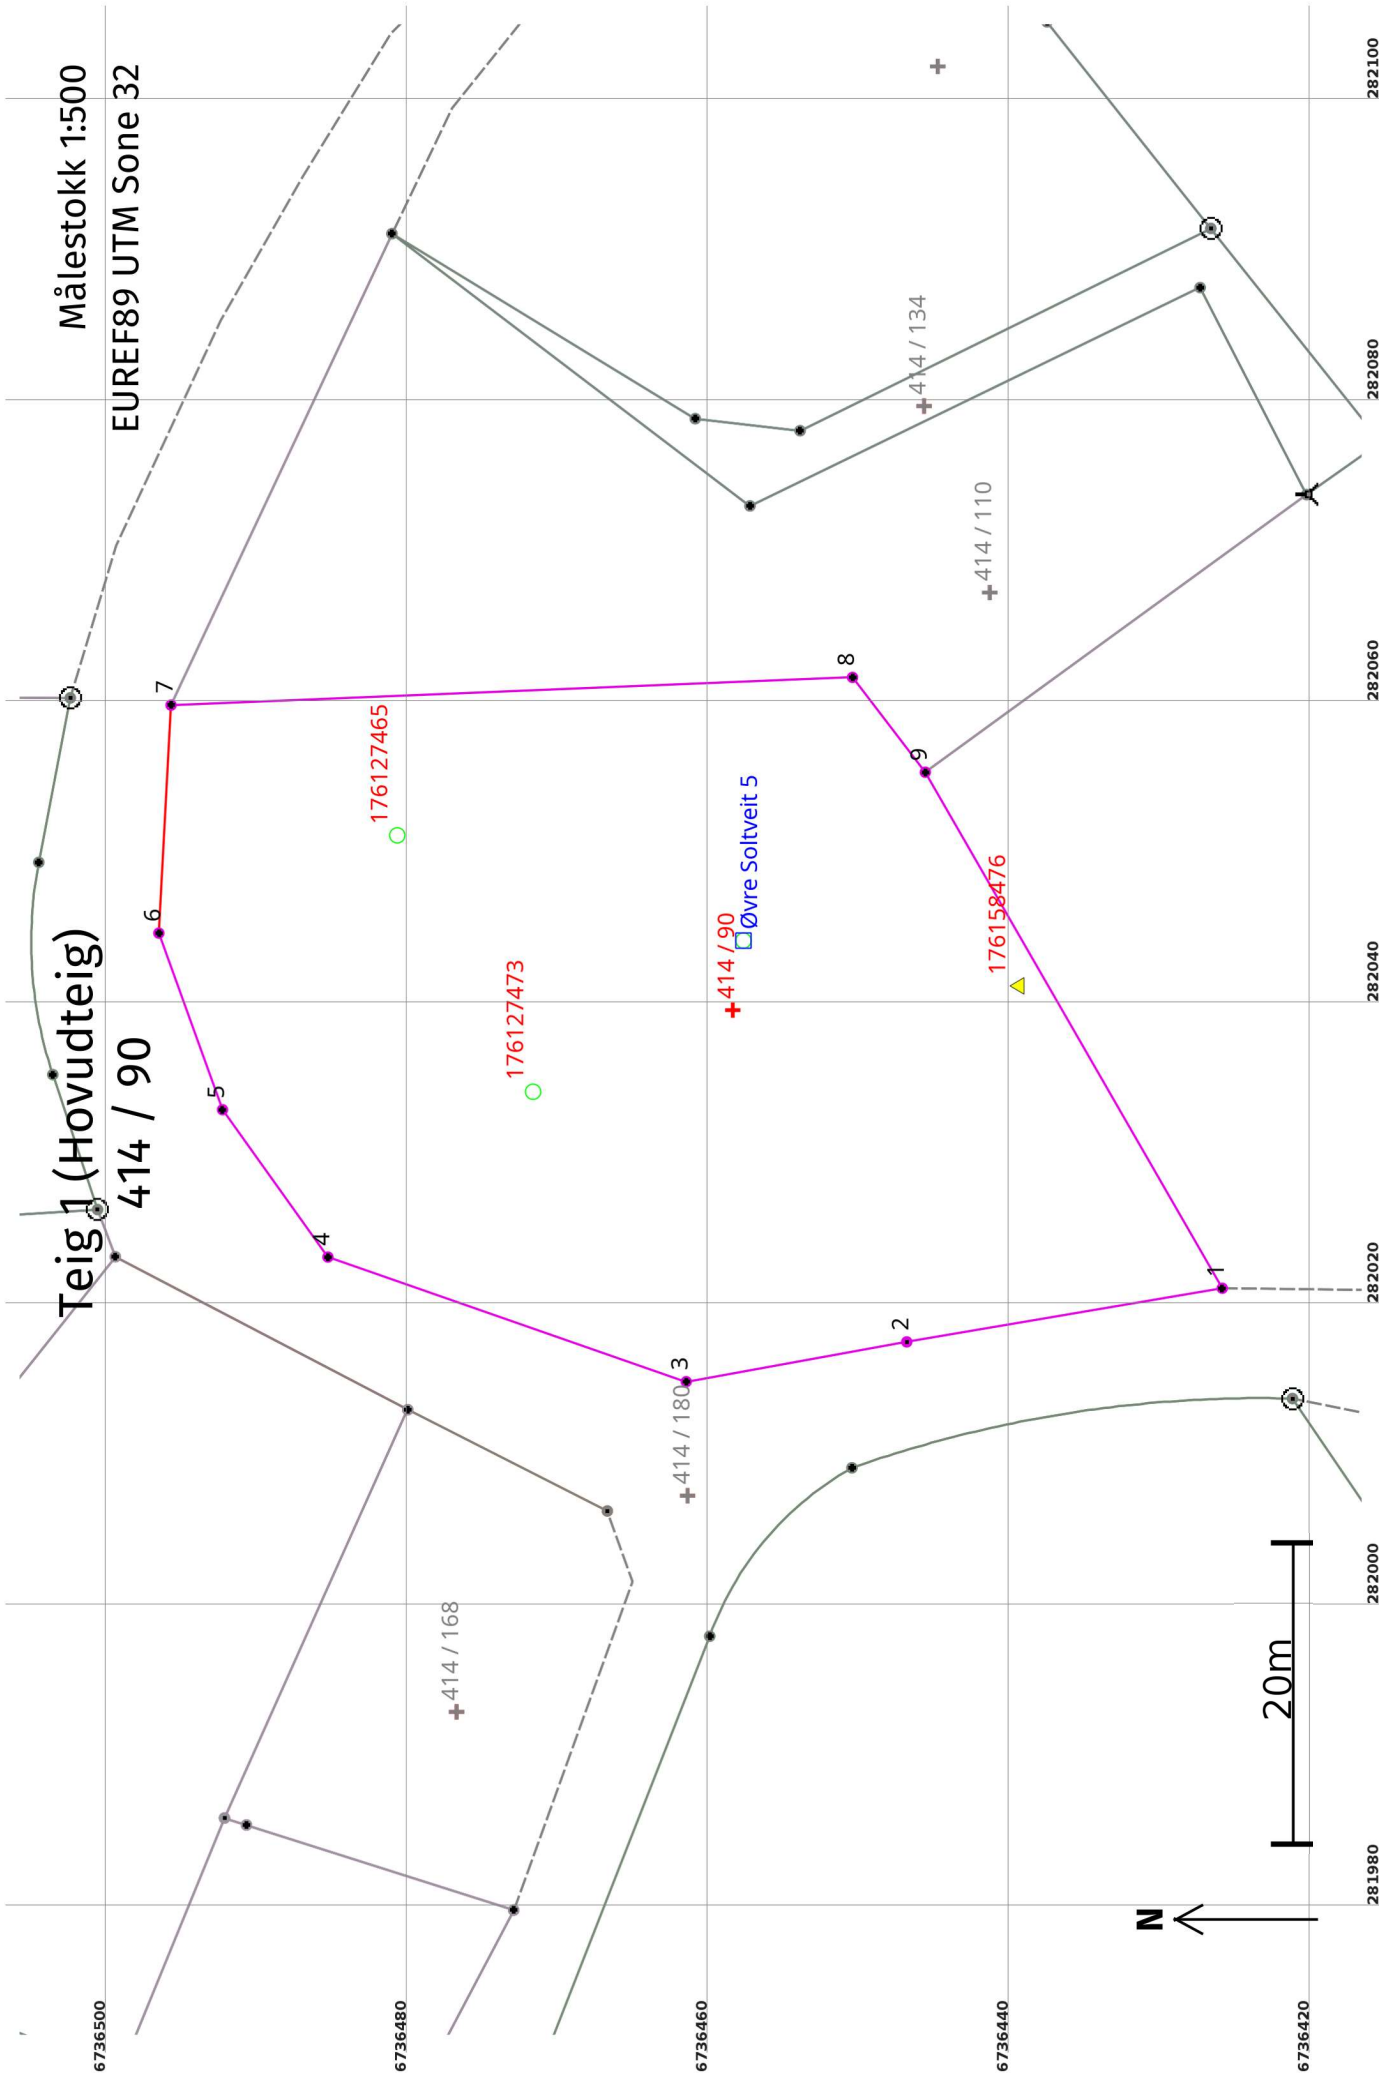 Målestokk 1:500
EUREF89 UTM Sone 32
Teig 1 (Hovudteig)
414 / 90
7
6
5
4
3
2
1
8
9
176127465
176127473
414 / 90
Øvre Soltveit 5
176158476
414 / 134
414 / 110
414 / 180
414 / 168
20m
N
6736500
6736480
6736460
6736440
6736420
281980
282000
282020
282040
282060
282080
282100